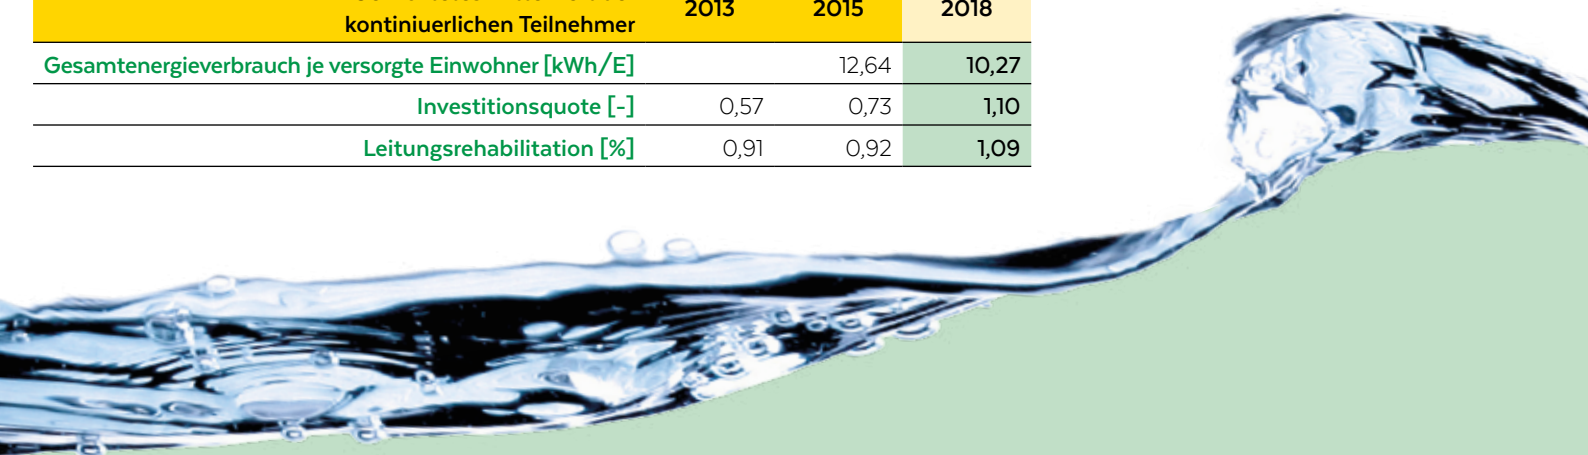 kontinuierlichen Teilnehmer 2013 2015 2018
Gesamtenergieverbrauch je versorgte Einwohner [kWh/E] 12,64 10,27
Investitionsquote [-] 0,57 0,73 1,10
Leitungsrehabilitation [%] 0,91 0,92 1,09